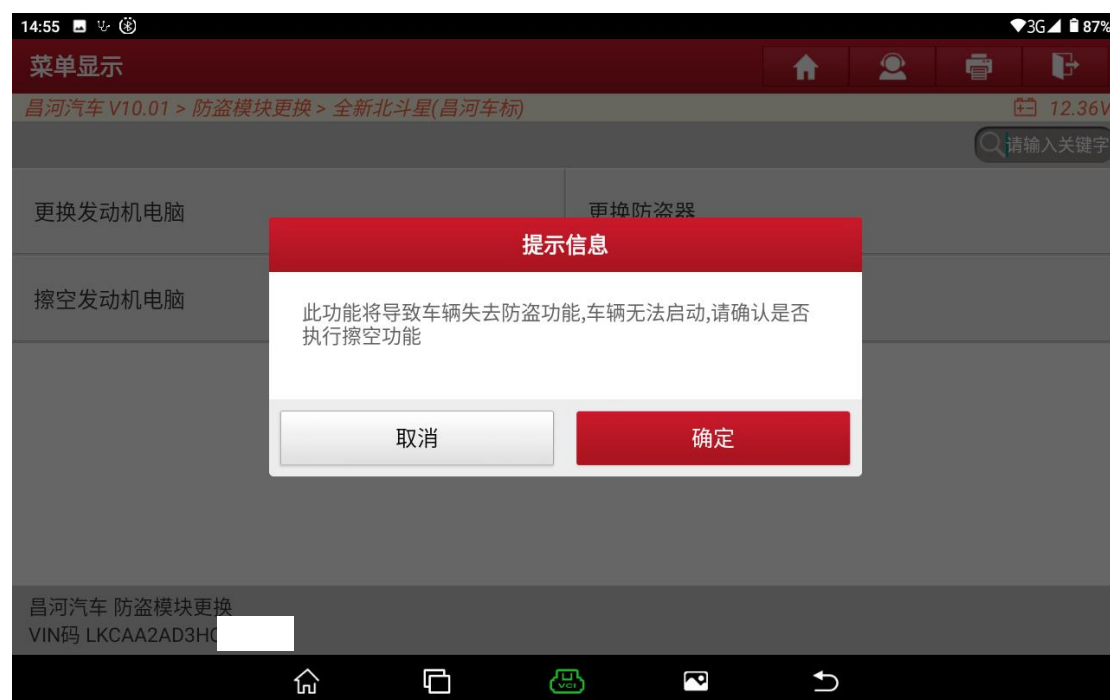 14:55
3G 87%
菜单显示
昌河汽车 V10.01 > 防盗模块更换 > 全新北斗星(昌河车标)
12.36V
请输入关键字
更换发动机电脑
更换防盗器
提示信息
擦空发动机电脑
此功能将导致车辆失去防盗功能,车辆无法启动,请确认是否
执行擦空功能
取消
确定
昌河汽车 防盗模块更换
VIN码 LKCAA2AD3H
VCI